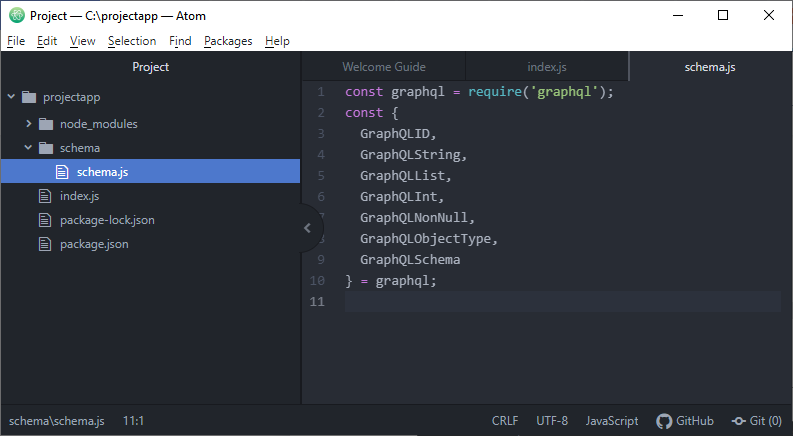 Project — C:\projectapp — Atom
File Edit View Selection Find Packages Help
Project
projectapp
node_modules
schema
schema.js
index.js
package-lock.json
package.json
Welcome Guide index.js schema.js
1 const graphql = require('graphql');
2 const {
3 GraphQLID,
4 GraphQLString,
5 GraphQLList,
6 GraphQLInt,
7 GraphQLNonNull,
8 GraphQLObjectType,
9 GraphQLSchema
10 } = graphql;
11
schema\schema.js 11:1 CRLF UTF-8 JavaScript GitHub Git (0)